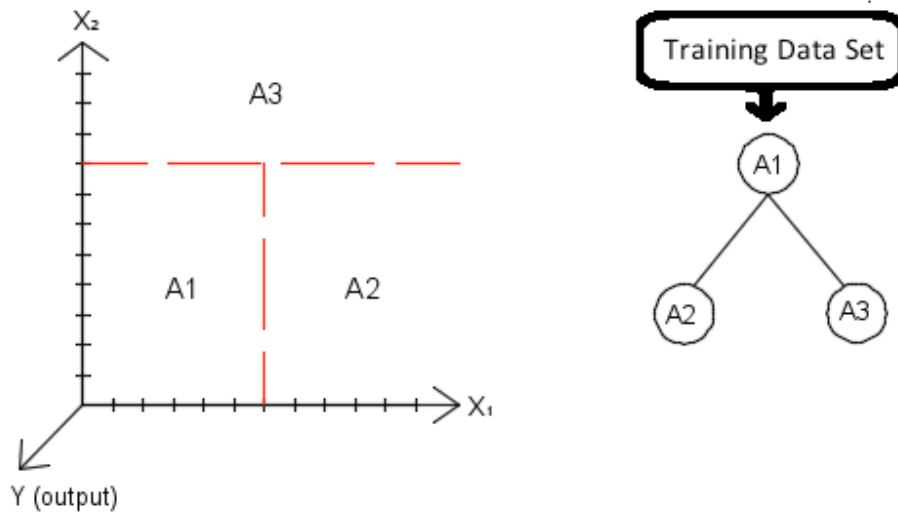 X₂
A3
A1
A2
X₁
Y (output)
Training Data Set
A1
A2
A3